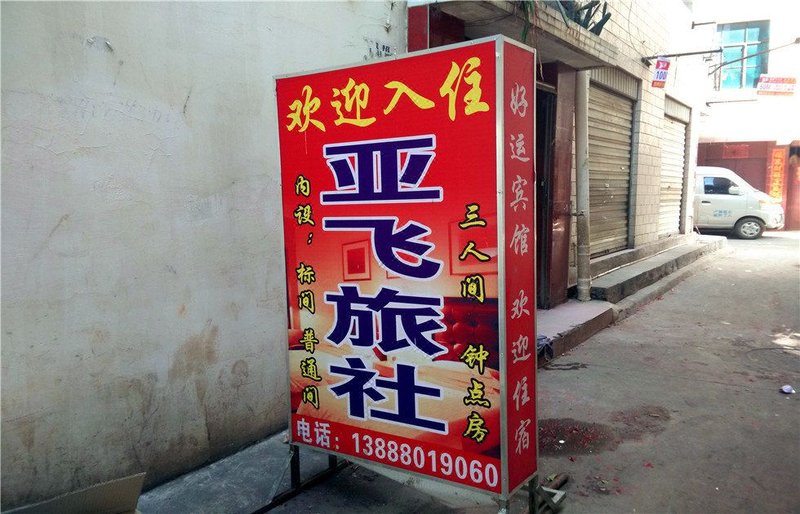 欢迎入住
亚飞旅社
内设：标间 普通间
三人间 钟点房
电话：13888019060
好运宾馆 欢迎住宿